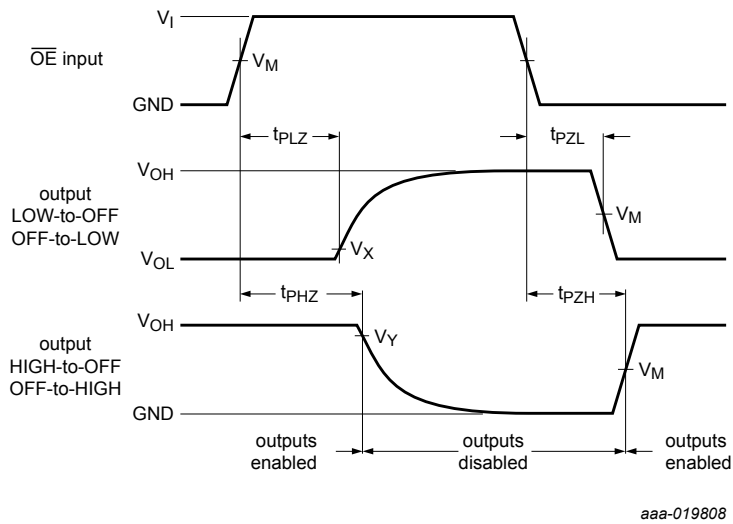 V_I
OE input
V_M
GND
t_PLZ
t_PZL
V_OH
output
LOW-to-OFF
OFF-to-LOW
V_M
V_X
V_OL
t_PHZ
t_PZH
V_OH
output
HIGH-to-OFF
OFF-to-HIGH
V_Y
V_M
GND
outputs
enabled
outputs
disabled
outputs
enabled
aaa-019808